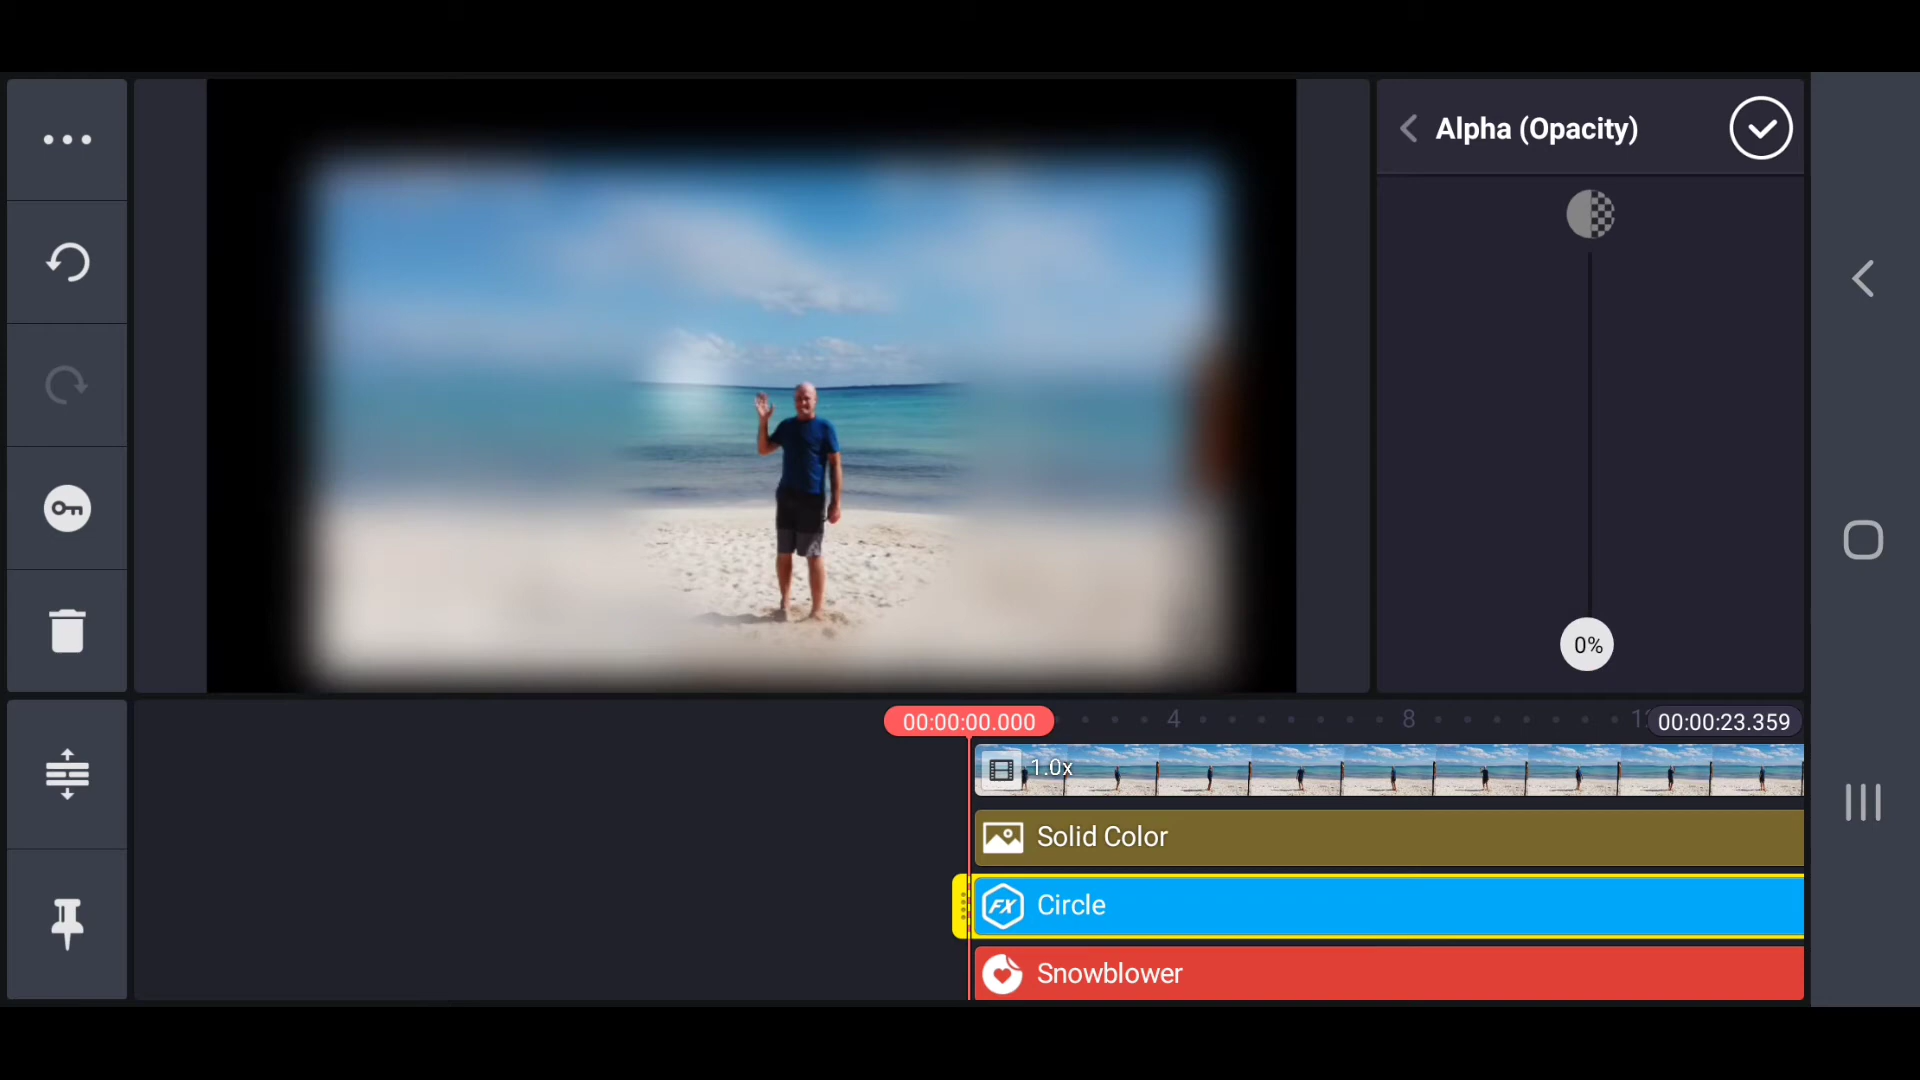 Alpha (Opacity)
0%
00:00:00.000
4
8
00:00:23.359
1.0x
Solid Color
FX
Circle
Snowblower